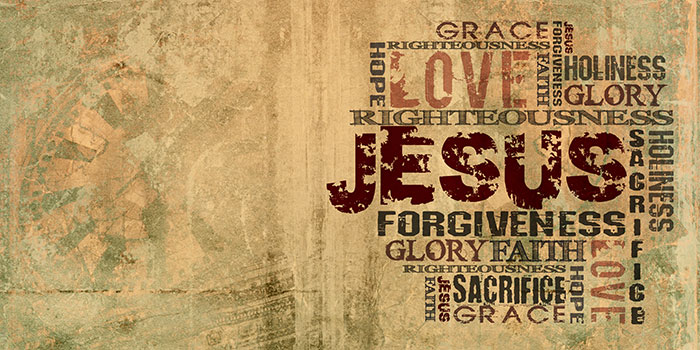 GRACE
JESUS
FORGIVENESS
RIGHTEOUSNESS
HOPE
LOVE
FAITH
HOLINESS
GLORY
RIGHTEOUSNESS
JESUS
SACRIFICE
HOLINESS
FORGIVENESS
GLORY FAITH
LOVE
RIGHTEOUSNESS
FAITH
JESUS
SACRIFICE
HOPE
GRACE